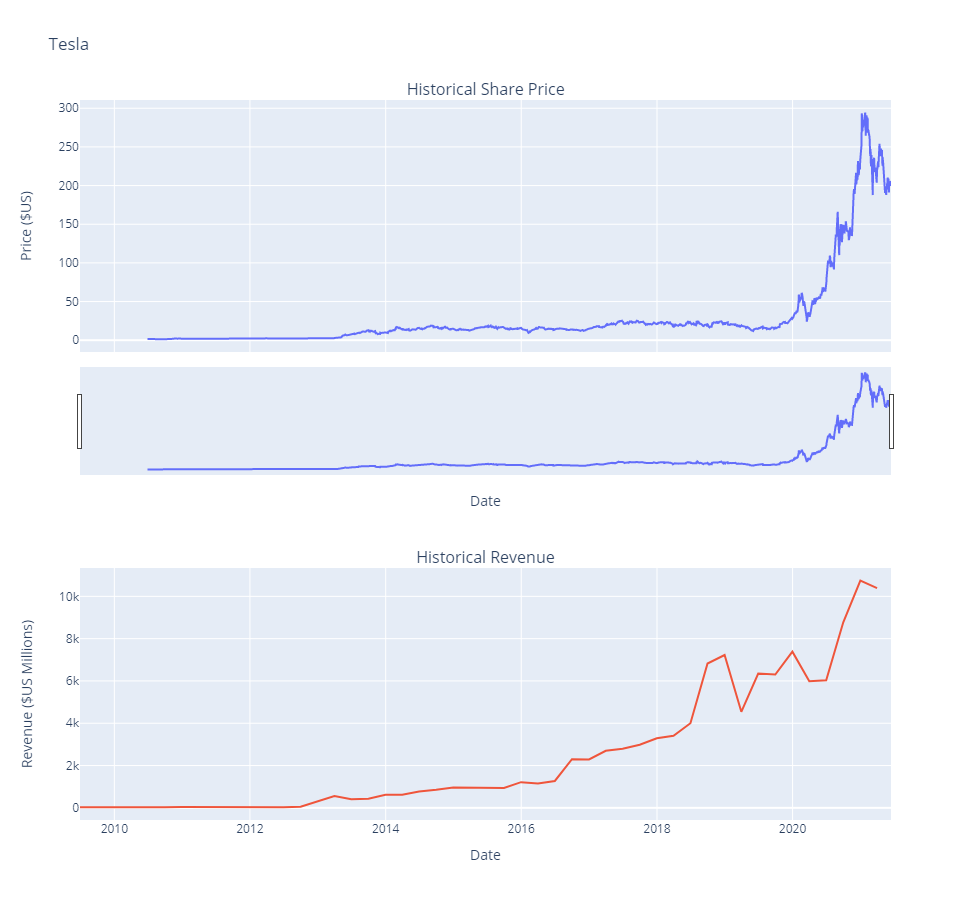 Tesla
Historical Share Price
300
250
200
150
100
50
0
Price ($US)
Date
Historical Revenue
10k
8k
6k
4k
2k
0
Revenue ($US Millions)
2010 2012 2014 2016 2018 2020
Date